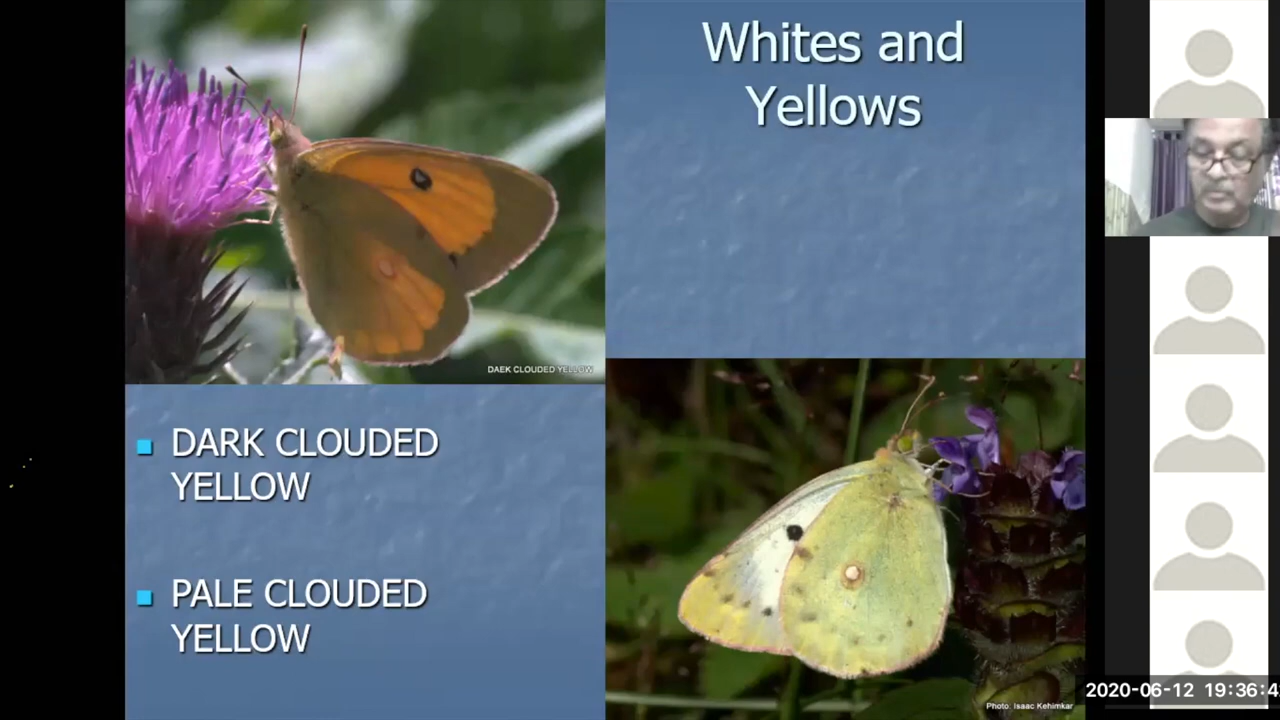 Whites and
Yellows
DAEK CLOUDED YELLOW
DARK CLOUDED
YELLOW
PALE CLOUDED
YELLOW
Photo: Isaac Kehimkar
2020-06-12 19:36:4